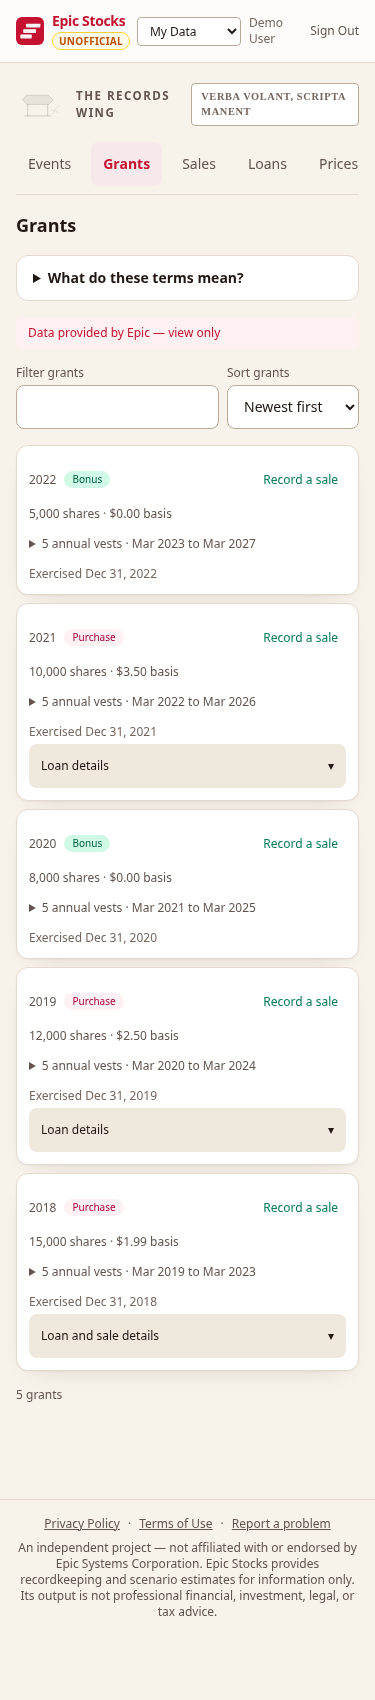 Epic Stocks
UNOFFICIAL
My Data
Demo User
Sign Out
THE RECORDS WING
VERBA VOLANT, SCRIPTA MANENT
Events
Grants
Sales
Loans
Prices
Grants
What do these terms mean?
Data provided by Epic — view only
Filter grants
Sort grants
Newest first
2022 Bonus Record a sale
5,000 shares · $0.00 basis
5 annual vests · Mar 2023 to Mar 2027
Exercised Dec 31, 2022
2021 Purchase Record a sale
10,000 shares · $3.50 basis
5 annual vests · Mar 2022 to Mar 2026
Exercised Dec 31, 2021
Loan details
2020 Bonus Record a sale
8,000 shares · $0.00 basis
5 annual vests · Mar 2021 to Mar 2025
Exercised Dec 31, 2020
2019 Purchase Record a sale
12,000 shares · $2.50 basis
5 annual vests · Mar 2020 to Mar 2024
Exercised Dec 31, 2019
Loan details
2018 Purchase Record a sale
15,000 shares · $1.99 basis
5 annual vests · Mar 2019 to Mar 2023
Exercised Dec 31, 2018
Loan and sale details
5 grants
Privacy Policy · Terms of Use · Report a problem
An independent project — not affiliated with or endorsed by
Epic Systems Corporation. Epic Stocks provides
recordkeeping and scenario estimates for information only.
Its output is not professional financial, investment, legal, or
tax advice.